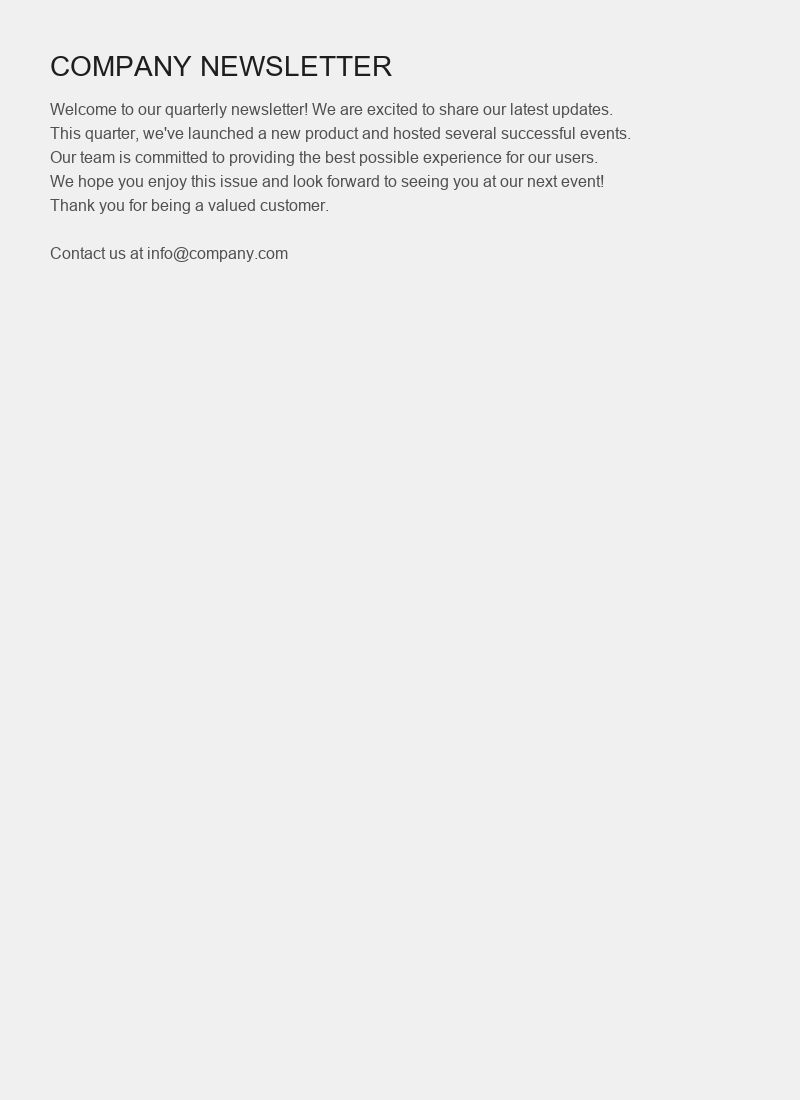 COMPANY NEWSLETTER
Welcome to our quarterly newsletter! We are excited to share our latest updates.
This quarter, we've launched a new product and hosted several successful events.
Our team is committed to providing the best possible experience for our users.
We hope you enjoy this issue and look forward to seeing you at our next event!
Thank you for being a valued customer.
Contact us at info@company.com